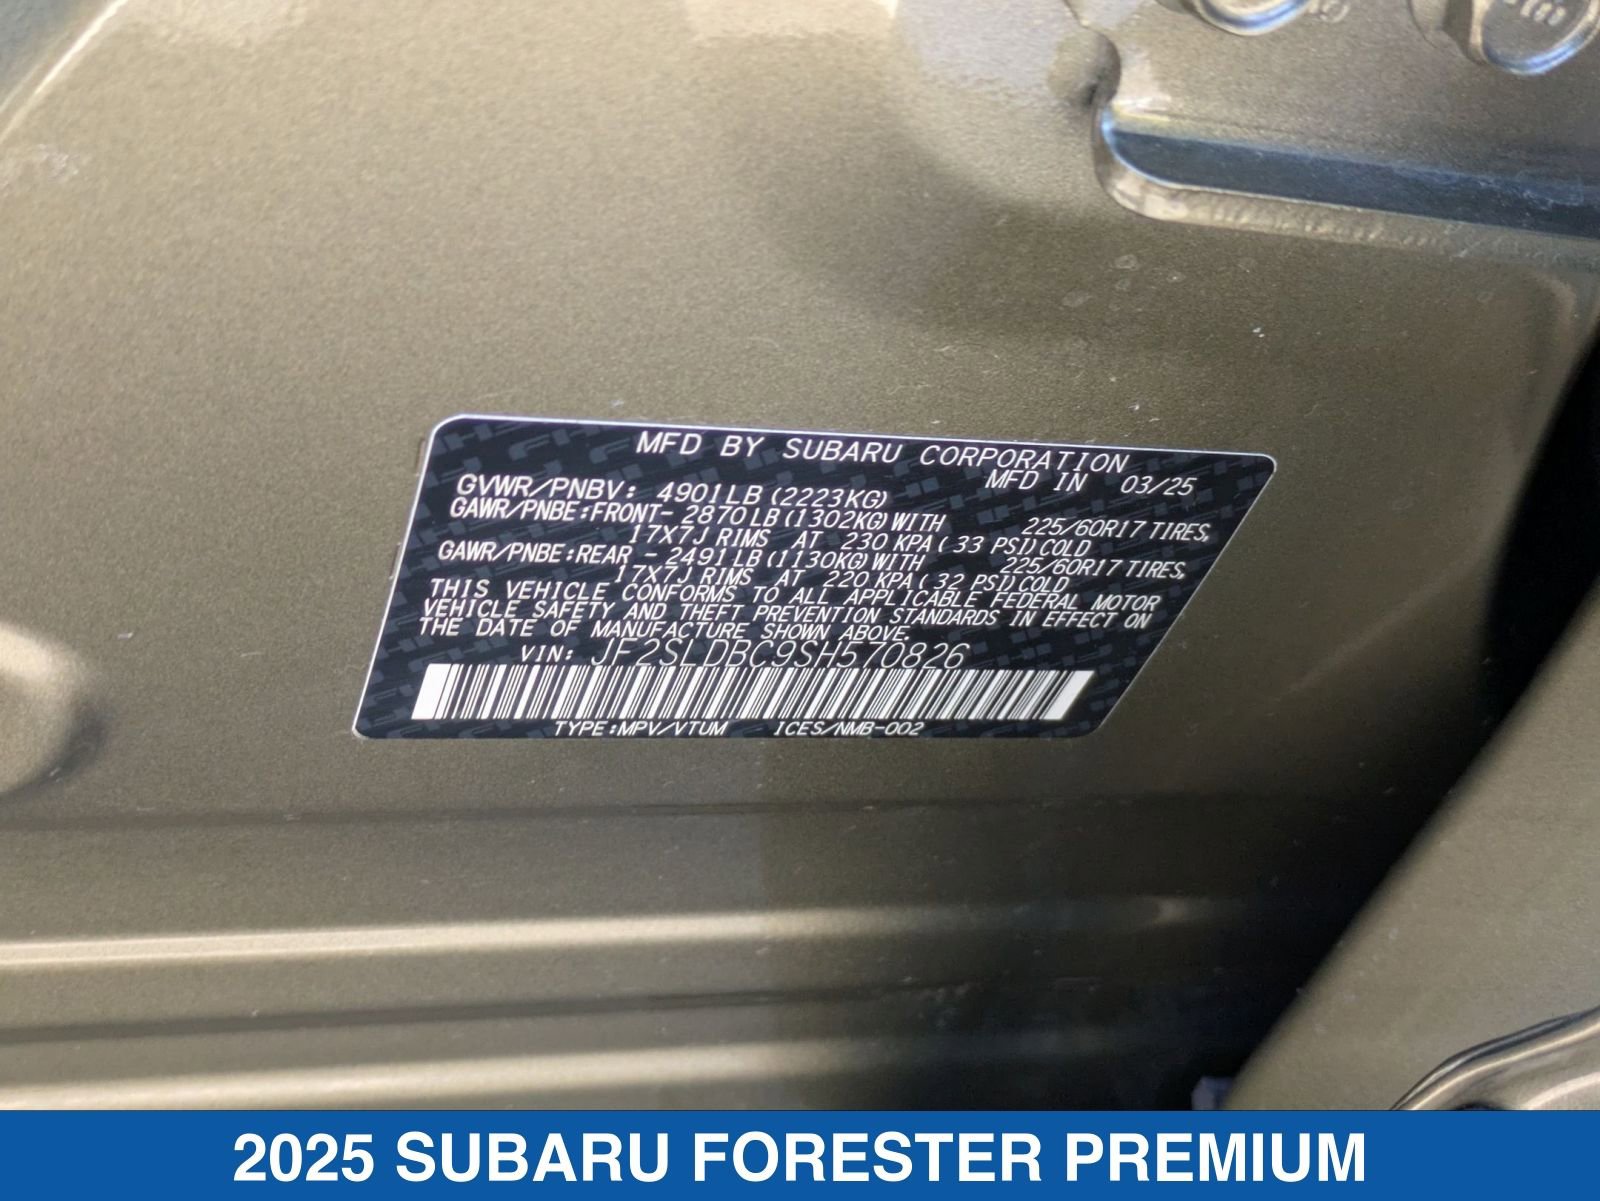 MFD BY SUBARU CORPORATION
MFD IN 03/25
GVWR/PNBV: 4901LB (2223KG)
GAWR/PNBE:FRONT- 2870LB(1302KG)WITH 225/60R17 TIRES,
17X7J RIMS AT 230 KPA( 33 PSI)COLD
GAWR/PNBE:REAR - 2491LB(1130KG)WITH 225/60R17 TIRES,
17X7J RIMS AT 220 KPA( 32 PSI)COLD
THIS VEHICLE CONFORMS TO ALL APPLICABLE FEDERAL MOTOR
VEHICLE SAFETY AND THEFT PREVENTION STANDARDS IN EFFECT ON
THE DATE OF MANUFACTURE SHOWN ABOVE.
VIN: JF2SLDBC9SH570826
TYPE:MPV/VTUM ICES/NMB-002
2025 SUBARU FORESTER PREMIUM